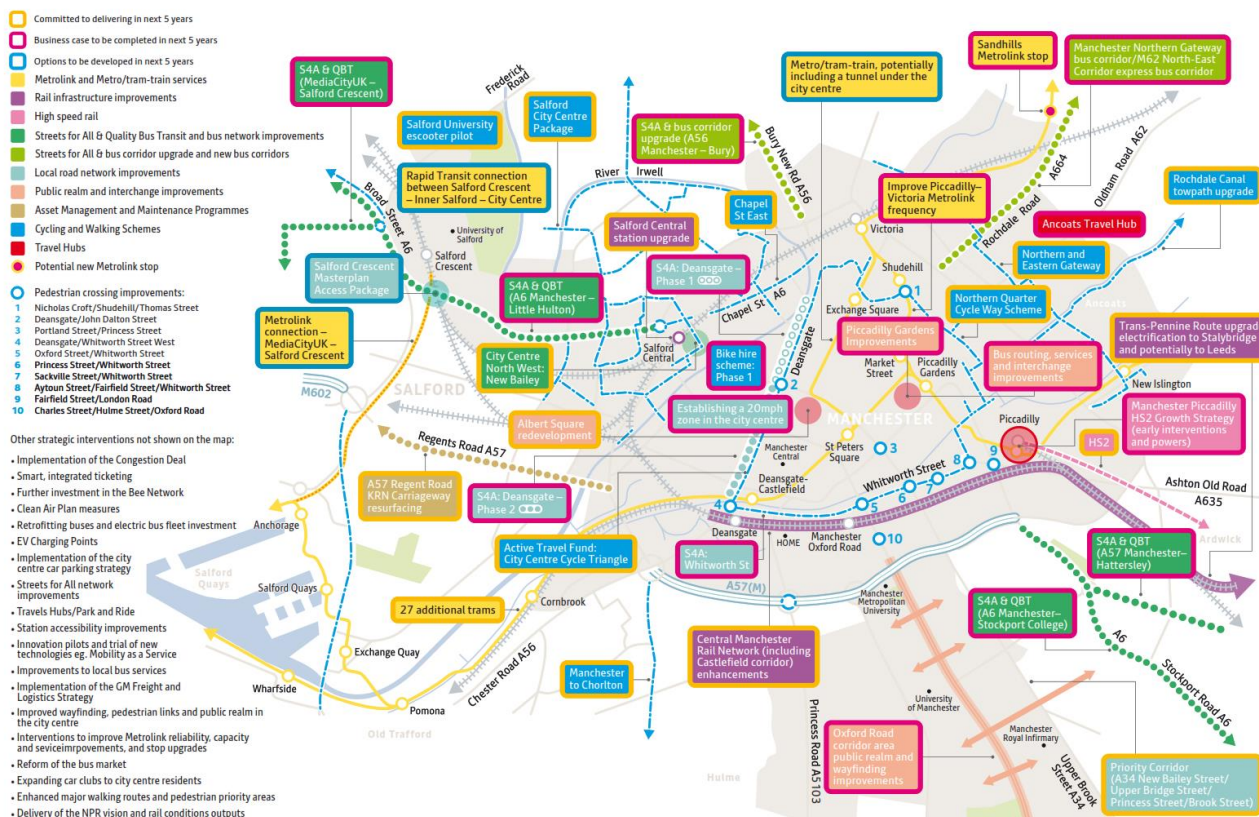 Committed to delivering in next 5 years
Business case to be completed in next 5 years
Options to be developed in next 5 years
Metrolink and Metro/tram-train services
Rail infrastructure improvements
High speed rail
Streets for All & Quality Bus Transit and bus network improvements
Streets for All & bus corridor upgrade and new bus corridors
Local road network improvements
Public realm and interchange improvements
Asset Management and Maintenance Programmes
Cycling and Walking Schemes
Travel Hubs
Potential new Metrolink stop
Pedestrian crossing improvements:
1 Nicholas Croft/Shudehill/Thomas Street
2 Deansgate/John Dalton Street
3 Portland Street/Princess Street
4 Deansgate/Whitworth Street West
5 Oxford Street/Whitworth Street
6 Princess Street/Whitworth Street
7 Sackville Street/Whitworth Street
8 Aytoun Street/Fairfield Street/Whitworth Street
9 Fairfield Street/London Road
10 Charles Street/Hulme Street/Oxford Road
Other strategic interventions not shown on the map:
• Implementation of the Congestion Deal
• Smart, integrated ticketing
• Further investment in the Bee Network
• Clean Air Plan measures
• Retrofitting buses and electric bus fleet investment
• EV Charging Points
• Implementation of the city
centre car parking strategy
• Streets for All network
improvements
• Travels Hubs/Park and Ride
• Station accessibility improvements
• Innovation pilots and trial of new
technologies eg. Mobility as a Service
• Improvements to local bus services
• Implementation of the GM Freight and
Logistics Strategy
• Improved wayfinding, pedestrian links and public realm in
the city centre
• Interventions to improve Metrolink reliability, capacity
and seviceimrpovements, and stop upgrades
• Reform of the bus market
• Expanding car clubs to city centre residents
• Enhanced major walking routes and pedestrian priority areas
• Delivery of the NPR vision and rail conditions outputs
S4A & QBT
(MediaCityUK –
Salford Crescent)
Frederick
Road
Salford University
escooter pilot
Salford
City Centre
Package
Rapid Transit connection
between Salford Crescent
– Inner Salford – City Centre
S4A & bus corridor
upgrade (A56
Manchester – Bury)
Bury New Rd A56
Metro/tram-train, potentially
including a tunnel under the
city centre
Sandhills
Metrolink stop
Manchester Northern Gateway
bus corridor/M62 North-East
Corridor express bus corridor
A664
Rochdale Road
Oldham Road A62
Rochdale Canal
towpath upgrade
Improve Piccadilly–
Victoria Metrolink
frequency
Ancoats Travel Hub
Northern and
Eastern Gateway
Northern Quarter
Cycle Way Scheme
Ancoats
River Irwell
Chapel
St East
Salford Central
station upgrade
S4A: Deansgate –
Phase 1
Broad Street A6
University of
Salford
Salford
Crescent
Salford Crescent
Masterplan
Access Package
Metrolink
connection –
MediaCityUK –
Salford Crescent
S4A & QBT
(A6 Manchester –
Little Hulton)
City Centre
North West:
New Bailey
Salford
Central
Chapel St A6
Bike hire
scheme:
Phase 1
Deansgate
Victoria
Shudehill
1
Exchange Square
Piccadilly Gardens
Improvements
Market
Street
Piccadilly
Gardens
Bus routing, services
and interchange
improvements
Trans-Pennine Route upgrad
electrification to Stalybridge
and potentially to Leeds
New Islington
Piccadilly
Manchester Piccadilly
HS2 Growth Strategy
(early interventions
and powers)
HS2
Ashton Old Road
A635
Ardwick
M602
SALFORD
MANCHESTER
2
Establishing a 20mph
zone in the city centre
Albert Square
redevelopment
Regents Road A57
A57 Regent Road
KRN Carriageway
resurfacing
S4A: Deansgate –
Phase 2
Manchester
Central
St Peters
Square
3
Deansgate-
Castlefield
Whitworth Street
4
5
6
7
8
9
10
Deansgate
HOME
Manchester
Oxford Road
S4A:
Whitworth St
Active Travel Fund:
City Centre Cycle Triangle
A57(M)
Manchester
Metropolitan
University
S4A & QBT
(A57 Manchester–
Hattersley)
S4A & QBT
(A6 Manchester–
Stockport College)
A6
Stockport Road A6
Anchorage
Salford
Quays
Salford Quays
Exchange Quay
Wharfside
Pomona
Old Trafford
27 additional trams
Cornbrook
Chester Road A56
Manchester
to Chorlton
Central Manchester
Rail Network (including
Castlefield corridor)
enhancements
Hulme
Princess Road A5103
Oxford Road
corridor area
public realm and
wayfinding
improvements
University
of Manchester
Manchester
Royal Infirmary
Upper Brook
Street A34
Priority Corridor
(A34 New Bailey Street/
Upper Bridge Street/
Princess Street/Brook Street)